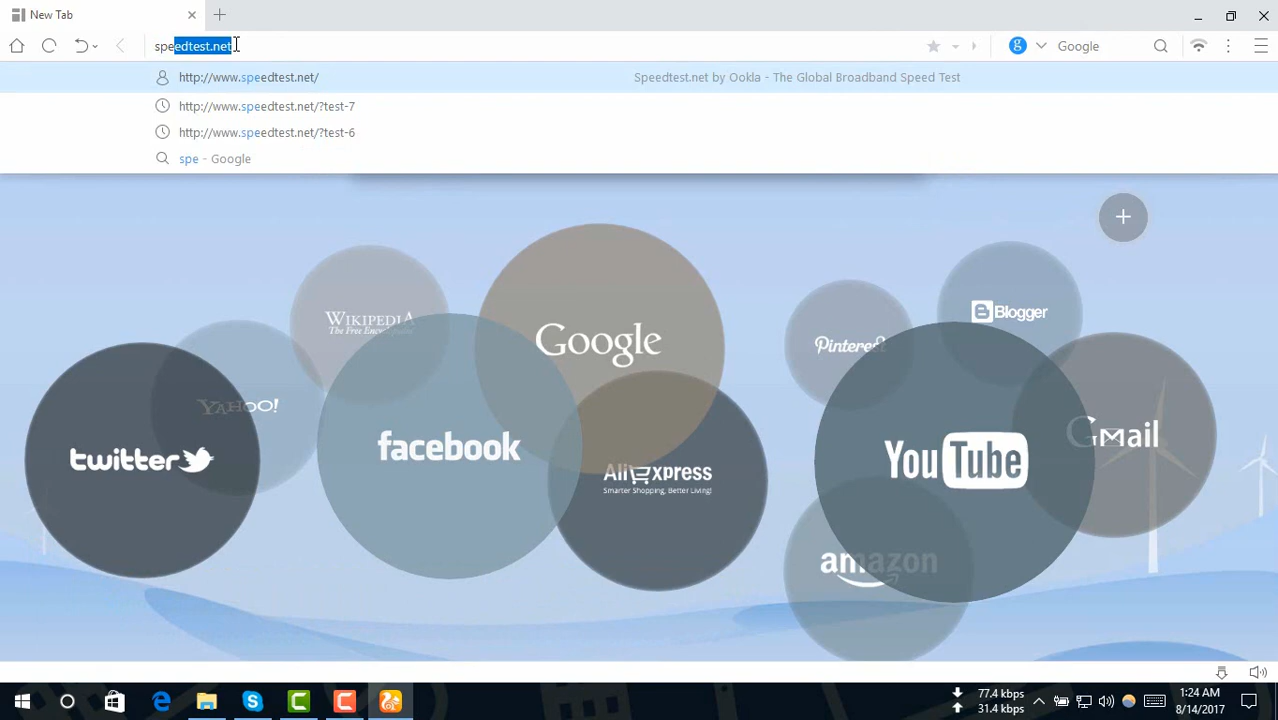 New Tab
speedtest.net
Google
http://www.speedtest.net/ Speedtest.net by Ookla - The Global Broadband Speed Test
http://www.speedtest.net/?test-7
http://www.speedtest.net/?test-6
spe - Google
WIKIPEDIA
The Free Encyclopedia
Google
Pinterest
Blogger
YAHOO!
twitter
facebook
AliExpress
Smarter Shopping, Better Living!
YouTube
Gmail
amazon
77.4 kbps
31.4 kbps
1:24 AM
8/14/2017